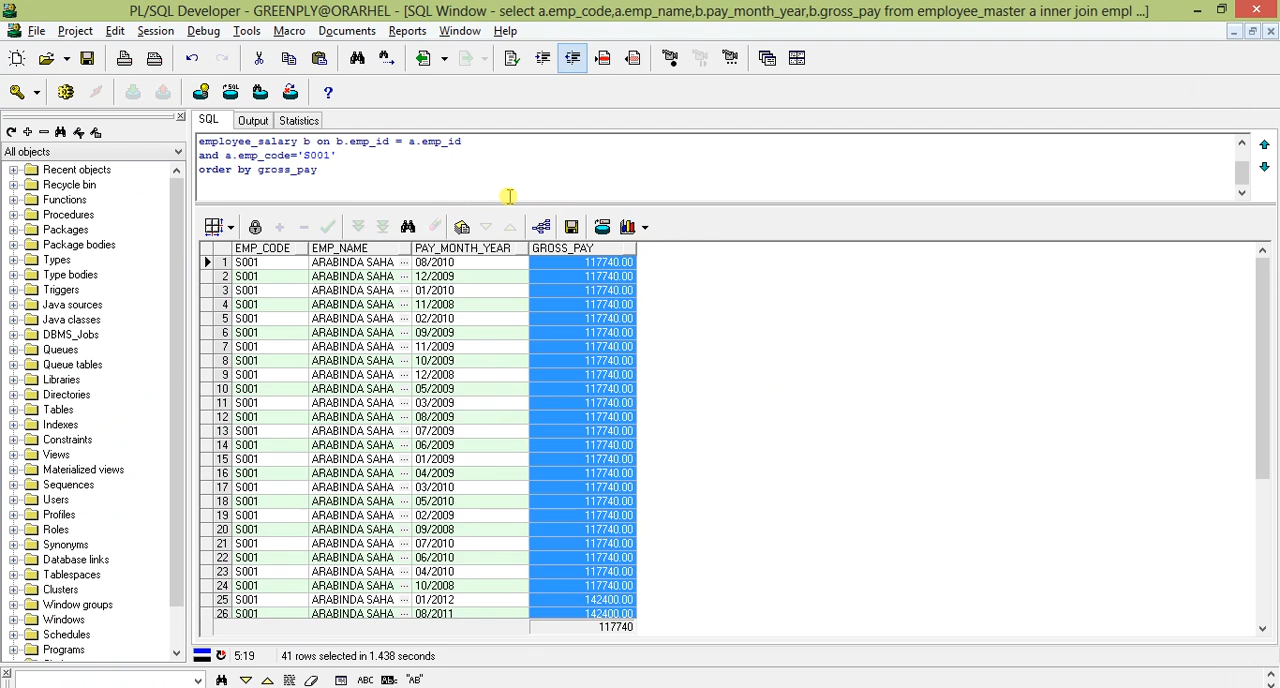 PL/SQL Developer - GREENPLY@ORARHEL - [SQL Window - select a.emp_code,a.emp_name,b.pay_month_year,b.gross_pay from employee_master a inner join empl ...]
File Project Edit Session Debug Tools Macro Documents Reports Window Help
SQL Output Statistics
employee_salary b on b.emp_id = a.emp_id
and a.emp_code='S001'
order by gross_pay
All objects
Recent objects
Recycle bin
Functions
Procedures
Packages
Package bodies
Types
Type bodies
Triggers
Java sources
Java classes
DBMS_Jobs
Queues
Queue tables
Libraries
Directories
Tables
Indexes
Constraints
Views
Materialized views
Sequences
Users
Profiles
Roles
Synonyms
Database links
Tablespaces
Clusters
Window groups
Windows
Schedules
Programs
EMP_CODE EMP_NAME PAY_MONTH_YEAR GROSS_PAY
1 S001 ARABINDA SAHA ... 08/2010 117740.00
2 S001 ARABINDA SAHA ... 12/2009 117740.00
3 S001 ARABINDA SAHA ... 01/2010 117740.00
4 S001 ARABINDA SAHA ... 11/2008 117740.00
5 S001 ARABINDA SAHA ... 02/2010 117740.00
6 S001 ARABINDA SAHA ... 09/2009 117740.00
7 S001 ARABINDA SAHA ... 11/2009 117740.00
8 S001 ARABINDA SAHA ... 10/2009 117740.00
9 S001 ARABINDA SAHA ... 12/2008 117740.00
10 S001 ARABINDA SAHA ... 05/2009 117740.00
11 S001 ARABINDA SAHA ... 03/2009 117740.00
12 S001 ARABINDA SAHA ... 08/2009 117740.00
13 S001 ARABINDA SAHA ... 07/2009 117740.00
14 S001 ARABINDA SAHA ... 06/2009 117740.00
15 S001 ARABINDA SAHA ... 01/2009 117740.00
16 S001 ARABINDA SAHA ... 04/2009 117740.00
17 S001 ARABINDA SAHA ... 03/2010 117740.00
18 S001 ARABINDA SAHA ... 05/2010 117740.00
19 S001 ARABINDA SAHA ... 02/2009 117740.00
20 S001 ARABINDA SAHA ... 09/2008 117740.00
21 S001 ARABINDA SAHA ... 07/2010 117740.00
22 S001 ARABINDA SAHA ... 06/2010 117740.00
23 S001 ARABINDA SAHA ... 04/2010 117740.00
24 S001 ARABINDA SAHA ... 10/2008 117740.00
25 S001 ARABINDA SAHA ... 01/2012 142400.00
26 S001 ARABINDA SAHA ... 08/2011 142400.00
117740
5:19 41 rows selected in 1.438 seconds
ABC "AB"